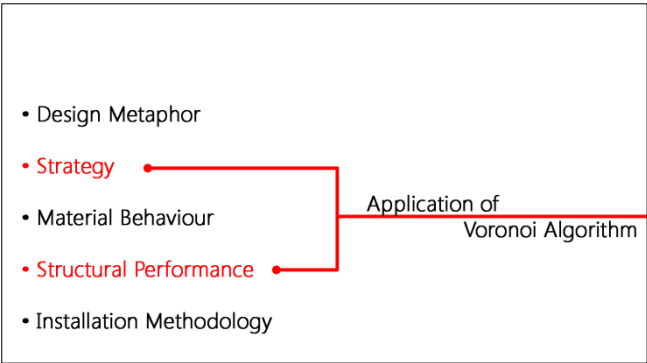 • Design Metaphor
• Strategy
• Material Behaviour
• Structural Performance
• Installation Methodology
Application of
Voronoi Algorithm